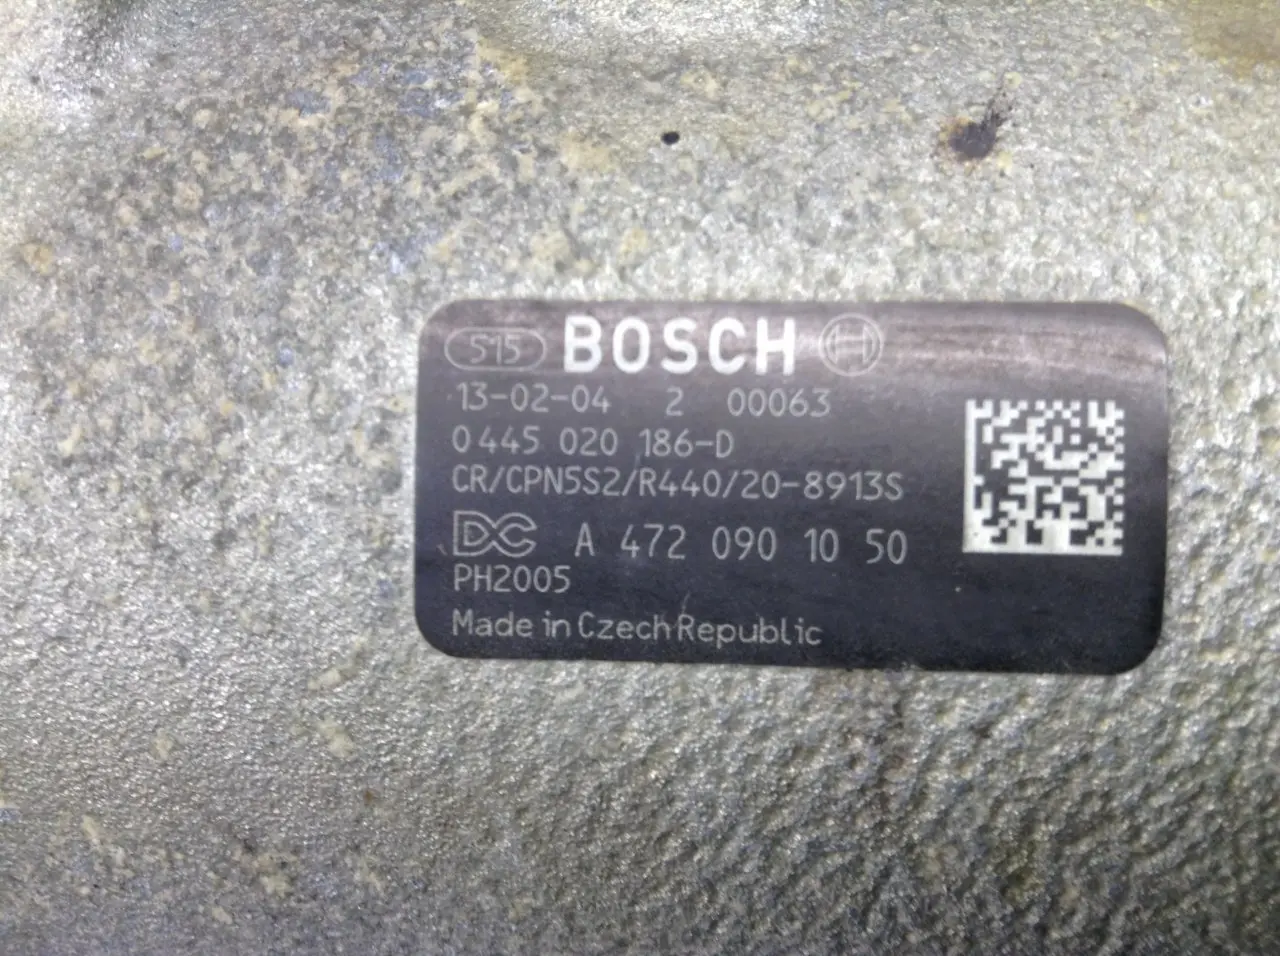 515 BOSCH
13-02-04 2 00063
0 445 020 186-D
CR/CPN5S2/R440/20-8913S
DC A 472 090 10 50
PH2005
Made in Czech Republic